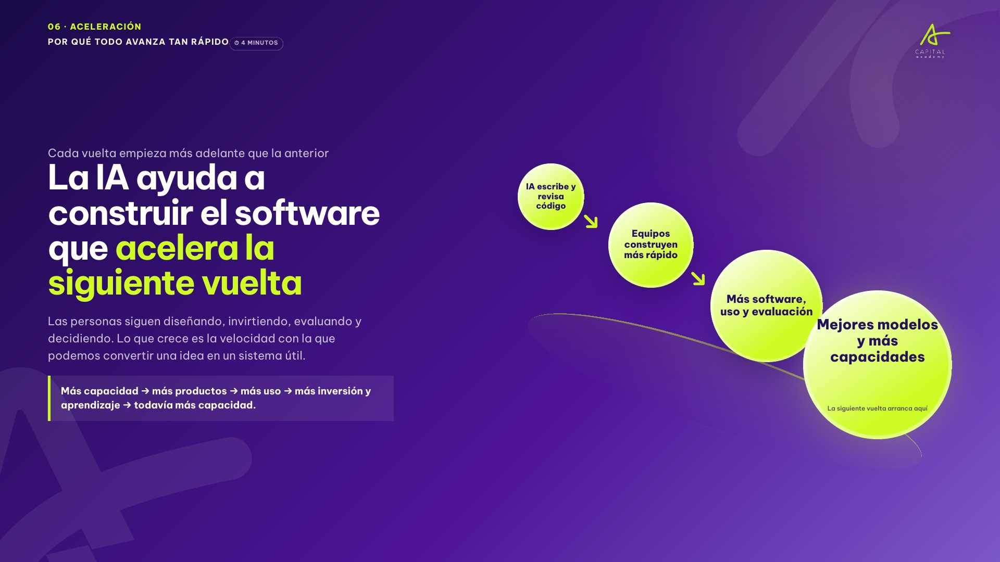 06 · ACELERACIÓN
POR QUÉ TODO AVANZA TAN RÁPIDO
⏱ 4 MINUTOS
CAPITAL
academy
Cada vuelta empieza más adelante que la anterior
La IA ayuda a
construir el software
que acelera la
siguiente vuelta
Las personas siguen diseñando, invirtiendo, evaluando y
decidiendo. Lo que crece es la velocidad con la que
podemos convertir una idea en un sistema útil.
Más capacidad → más productos → más uso → más inversión y
aprendizaje → todavía más capacidad.
IA escribe y
revisa
código
Equipos
construyen
más rápido
Más software,
uso y evaluación
Mejores modelos
y más
capacidades
La siguiente vuelta arranca aquí